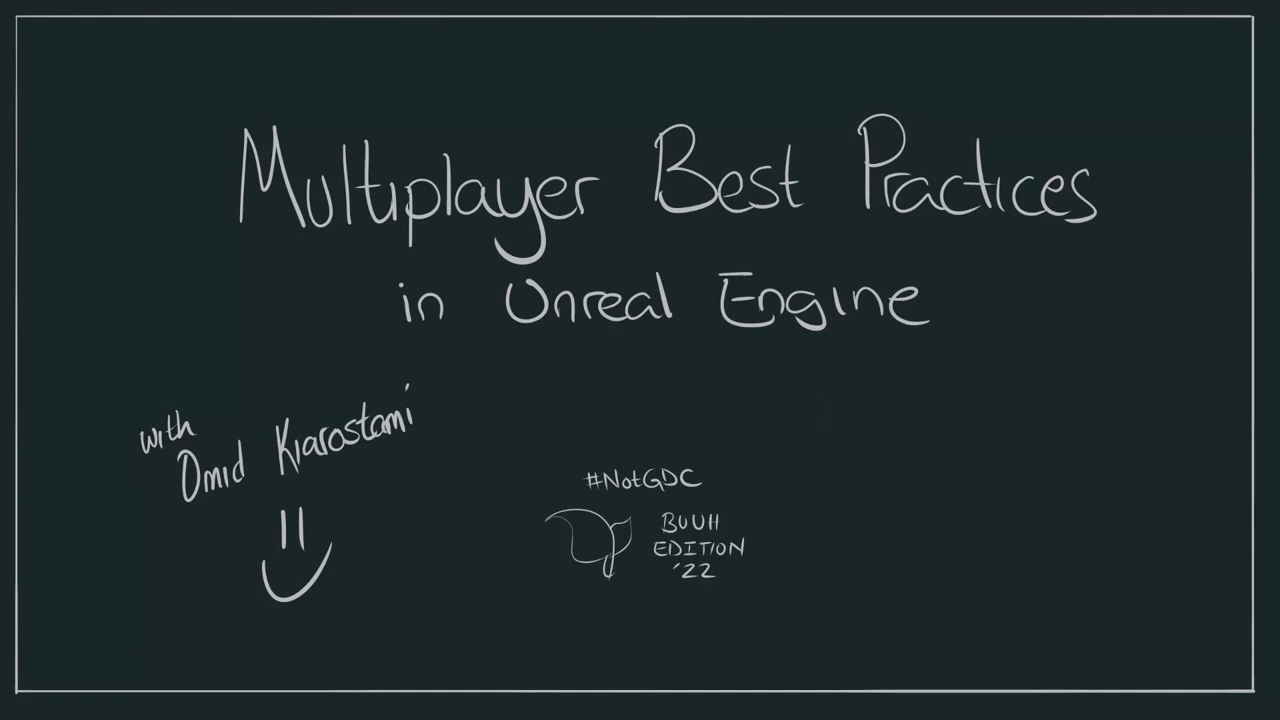 Multiplayer Best Practices
in Unreal Engine
with
Omid Kiarostami
#NotGDC
BUUH
EDITION
'22